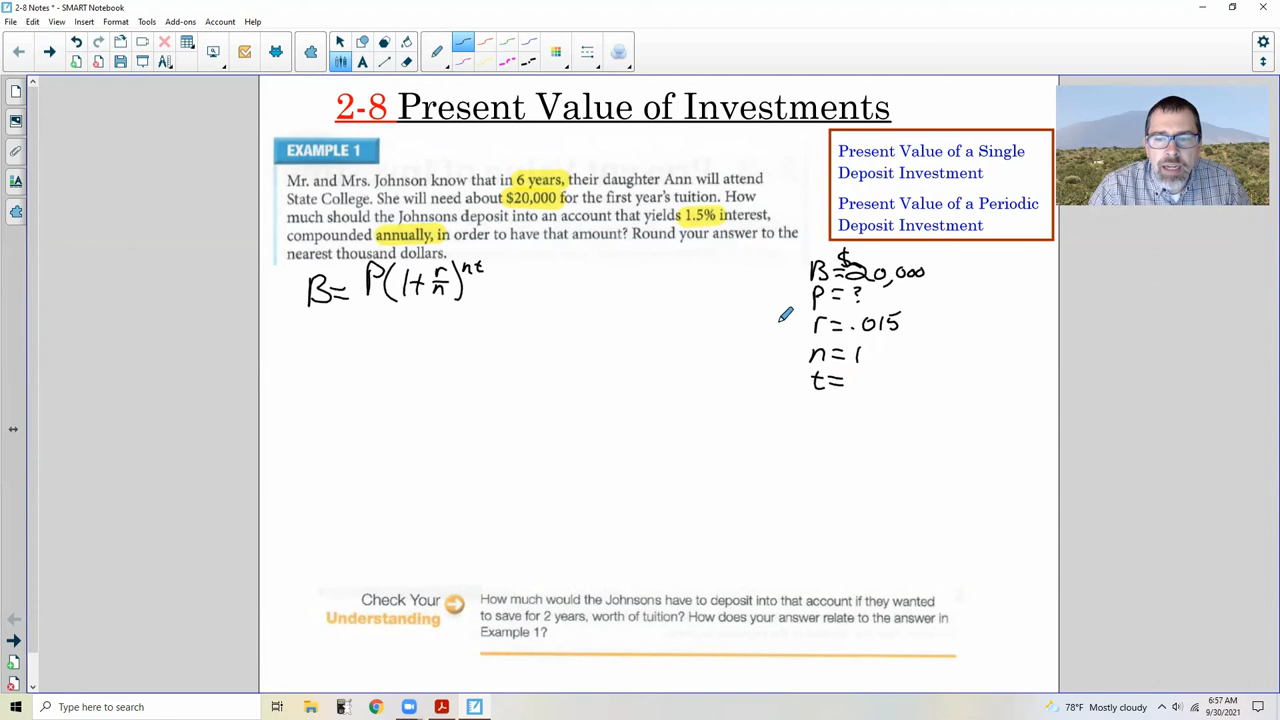 2-8 Notes * - SMART Notebook
File Edit View Insert Format Tools Add-ons Account Help
2-8 Present Value of Investments
EXAMPLE 1
Mr. and Mrs. Johnson know that in 6 years, their daughter Ann will attend
State College. She will need about $20,000 for the first year's tuition. How
much should the Johnsons deposit into an account that yields 1.5% interest,
compounded annually, in order to have that amount? Round your answer to the
nearest thousand dollars.
Present Value of a Single
Deposit Investment
Present Value of a Periodic
Deposit Investment
B= P(1+ r/n)^nt
B=$20,000
P = ?
r = .015
n = 1
t =
Check Your
Understanding
How much would the Johnsons have to deposit into that account if they wanted
to save for 2 years, worth of tuition? How does your answer relate to the answer in
Example 1?
Type here to search
78°F Mostly cloudy
6:57 AM
9/30/2021